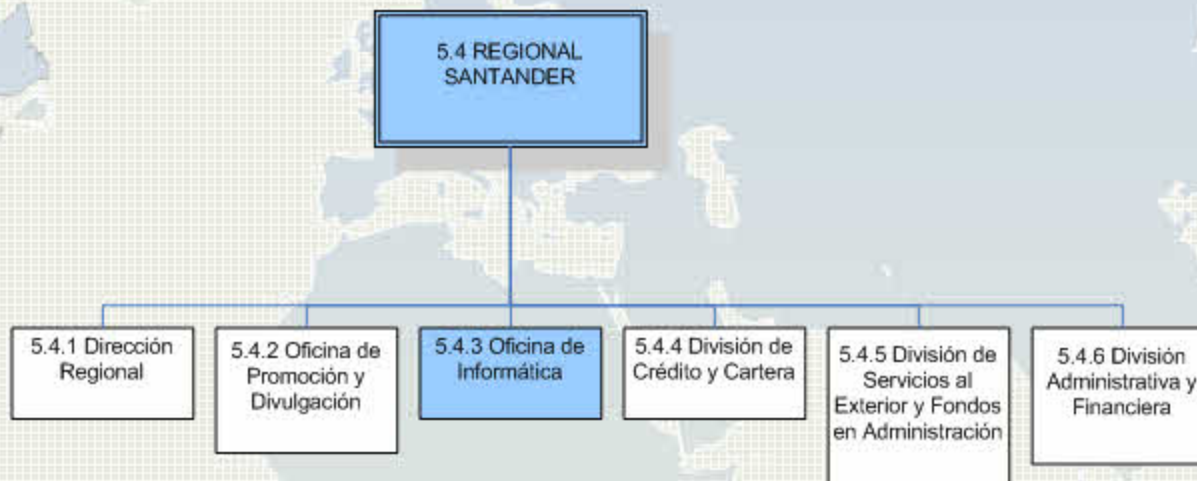 5.4 REGIONAL
SANTANDER
5.4.1 Dirección
Regional
5.4.2 Oficina de
Promoción y
Divulgación
5.4.3 Oficina de
Informática
5.4.4 División de
Crédito y Cartera
5.4.5 División de
Servicios al
Exterior y Fondos
en Administración
5.4.6 División
Administrativa y
Financiera